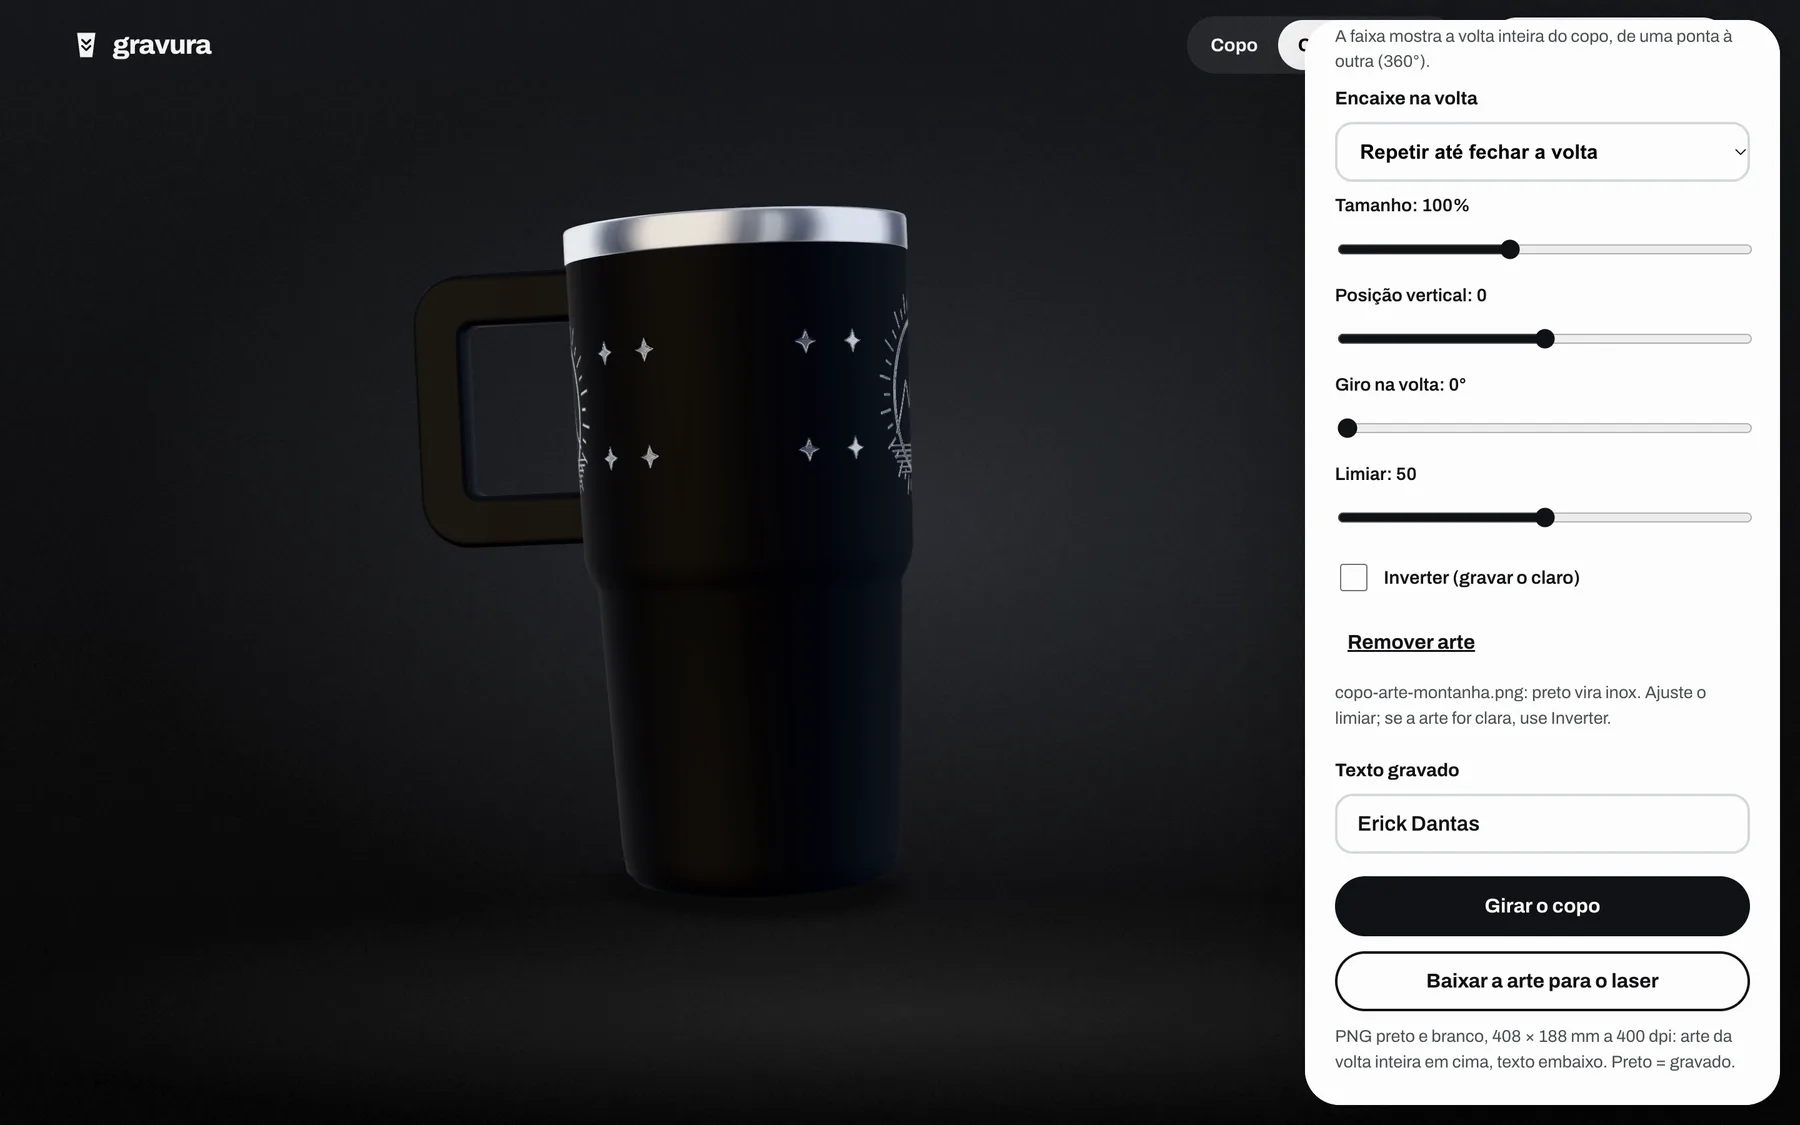 gravura
Copo
A faixa mostra a volta inteira do copo, de uma ponta à
outra (360°).
Encaixe na volta
Repetir até fechar a volta
Tamanho: 100%
Posição vertical: 0
Giro na volta: 0°
Limiar: 50
Inverter (gravar o claro)
Remover arte
copo-arte-montanha.png: preto vira inox. Ajuste o
limiar; se a arte for clara, use Inverter.
Texto gravado
Erick Dantas
Girar o copo
Baixar a arte para o laser
PNG preto e branco, 408 × 188 mm a 400 dpi: arte da
volta inteira em cima, texto embaixo. Preto = gravado.